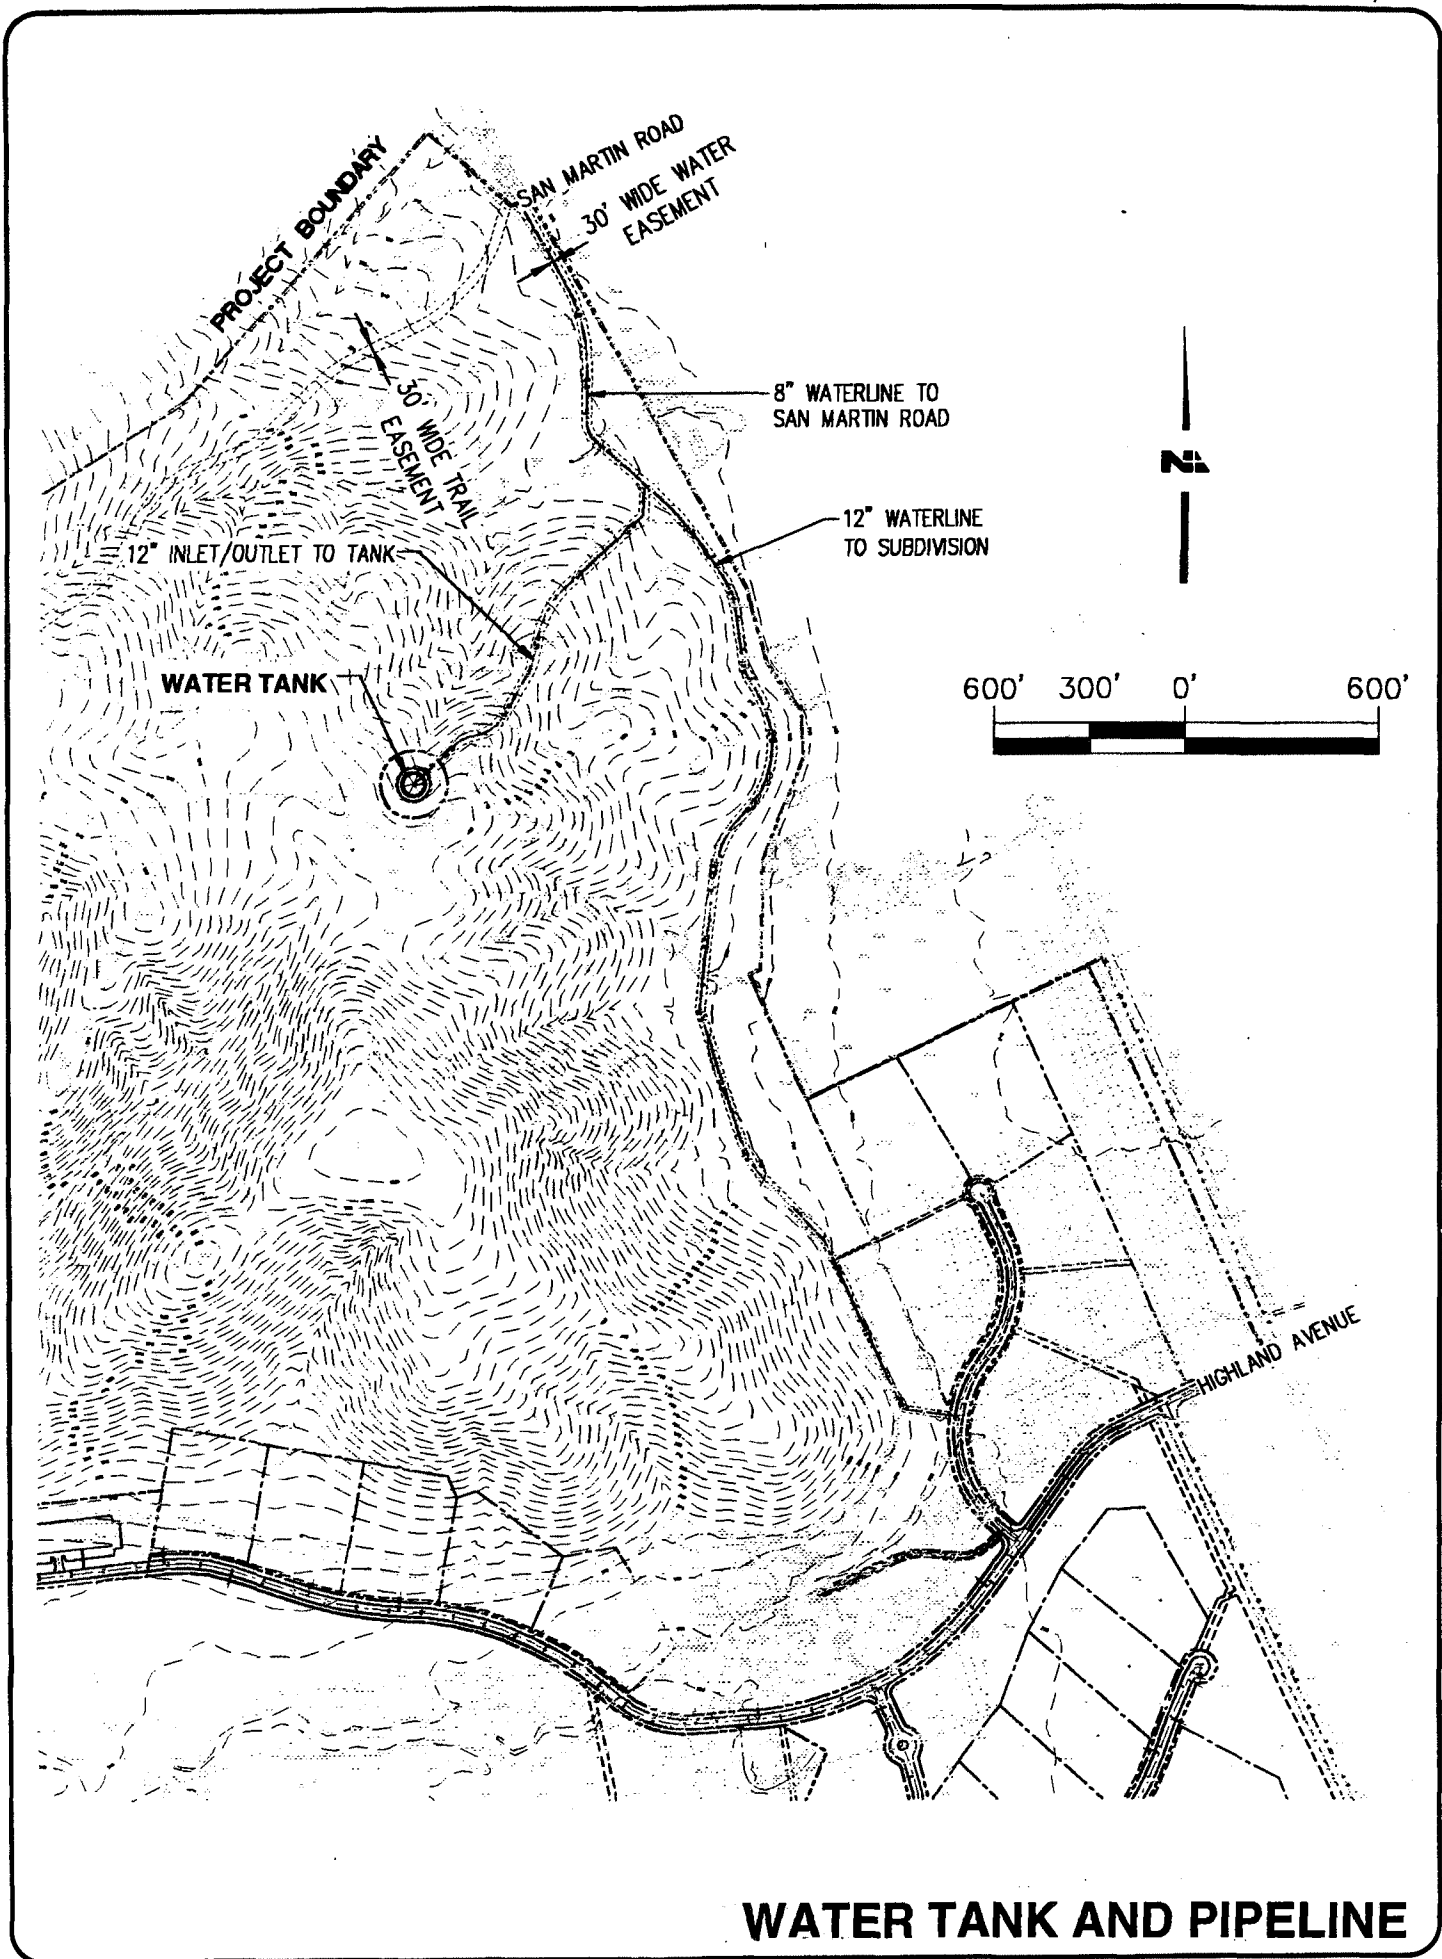 PROJECT BOUNDARY
SAN MARTIN ROAD
30' WIDE WATER
EASEMENT
8" WATERLINE TO
SAN MARTIN ROAD
30' WIDE TRAIL
EASEMENT
N
12" WATERLINE
TO SUBDIVISION
12" INLET/OUTLET TO TANK
WATER TANK
600' 300' 0' 600'
HIGHLAND AVENUE
WATER TANK AND PIPELINE